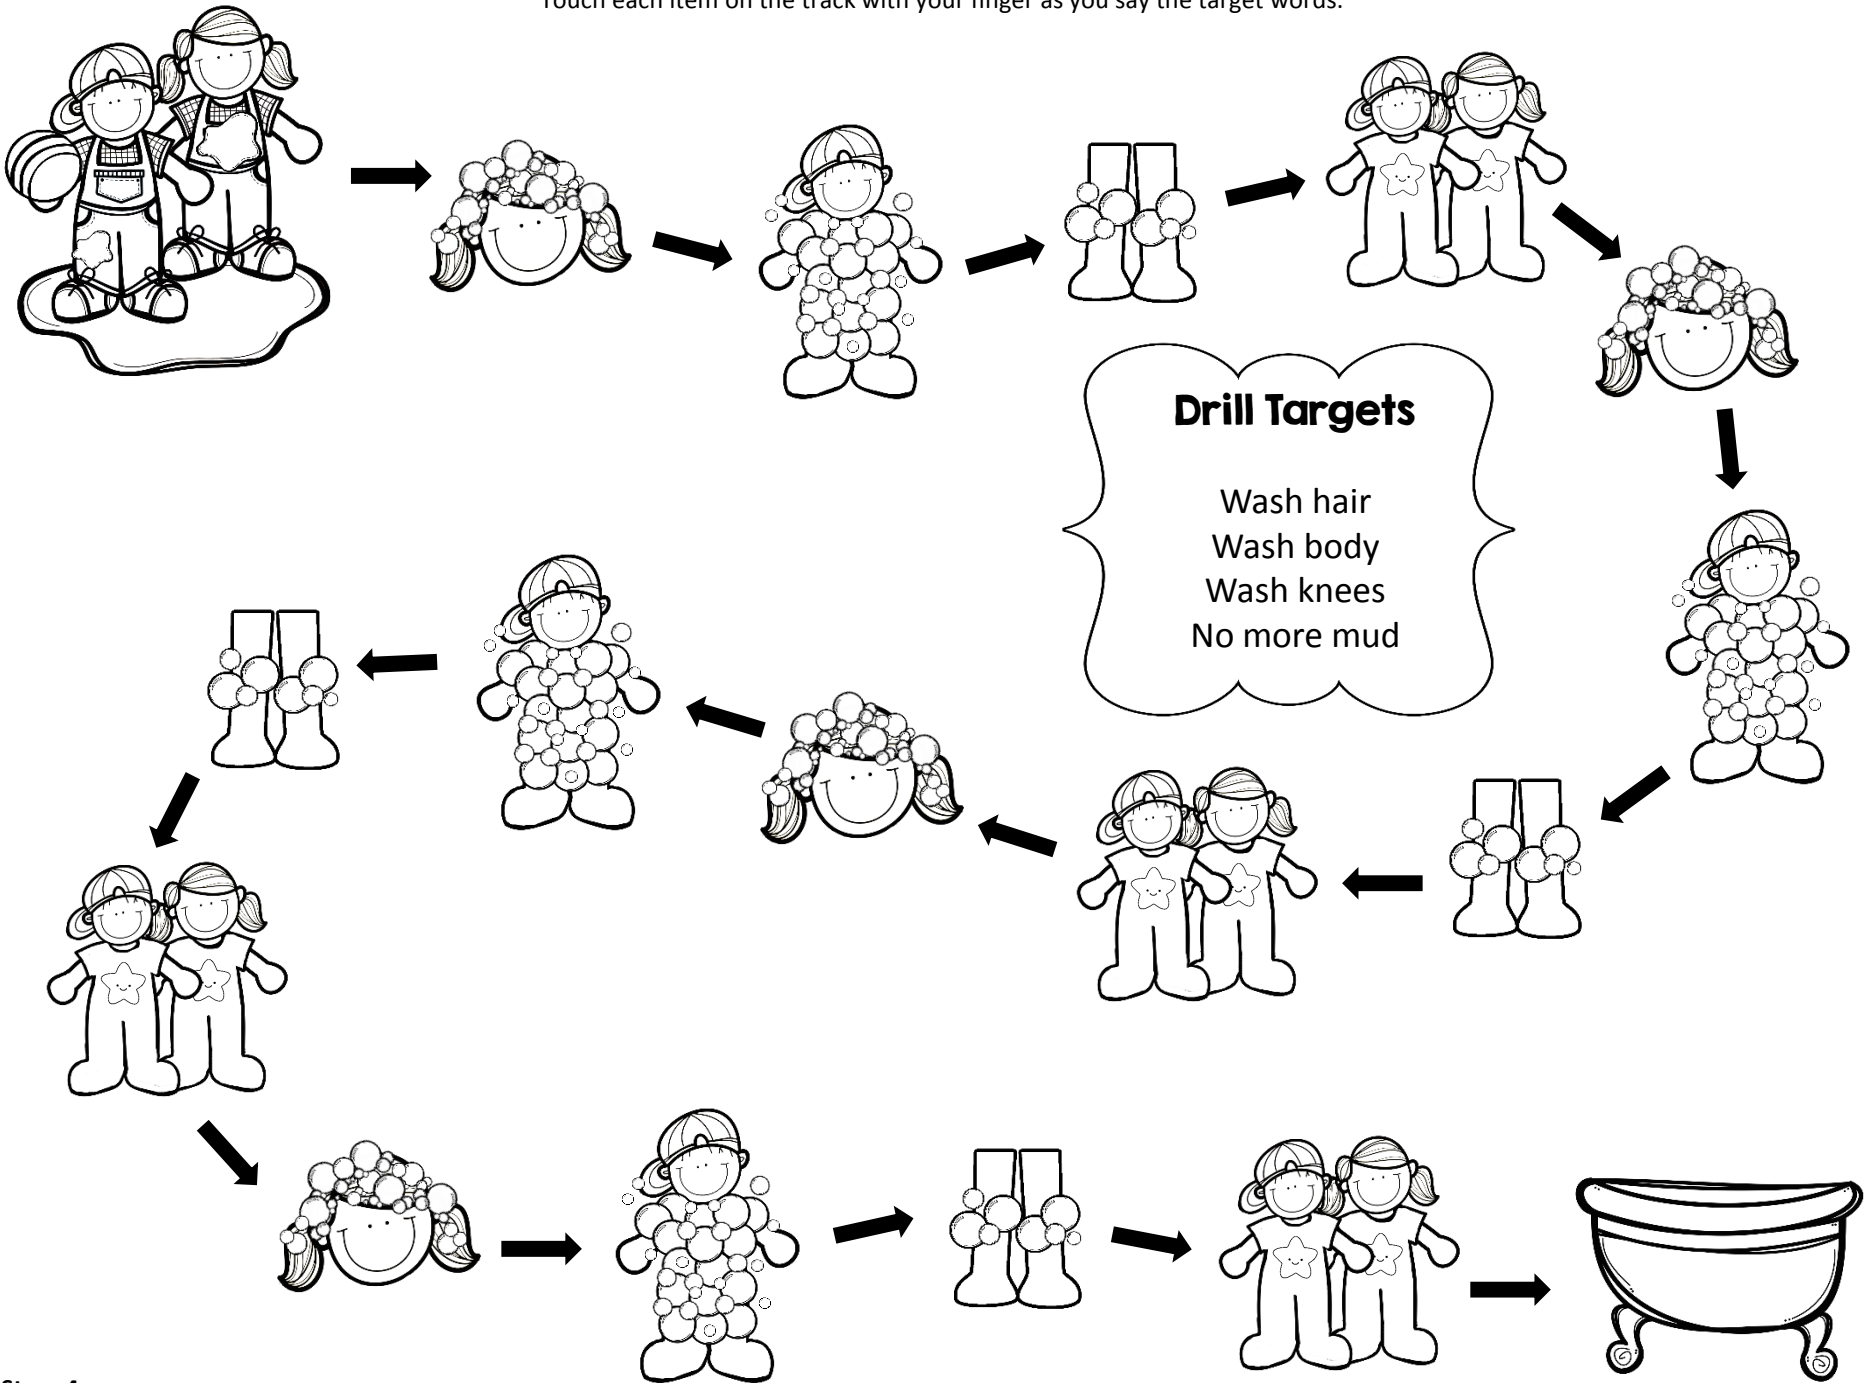 Touch each item on the track with your finger as you say the target words.
Drill Targets
Wash hair
Wash body
Wash knees
No more mud